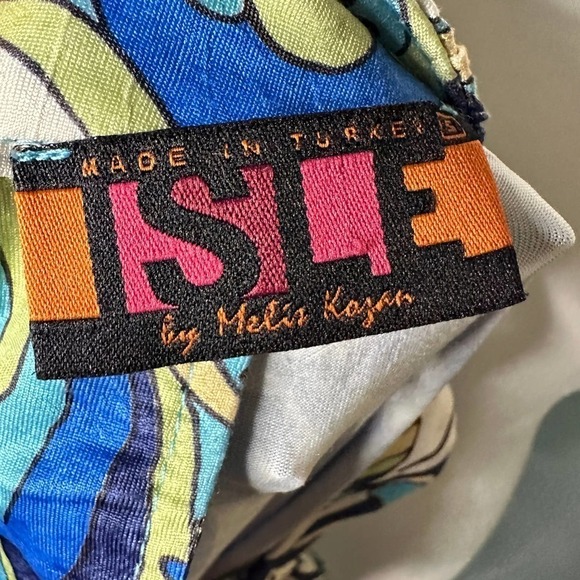 MADE IN TURKEY S
ISLE
by Melis Kozan